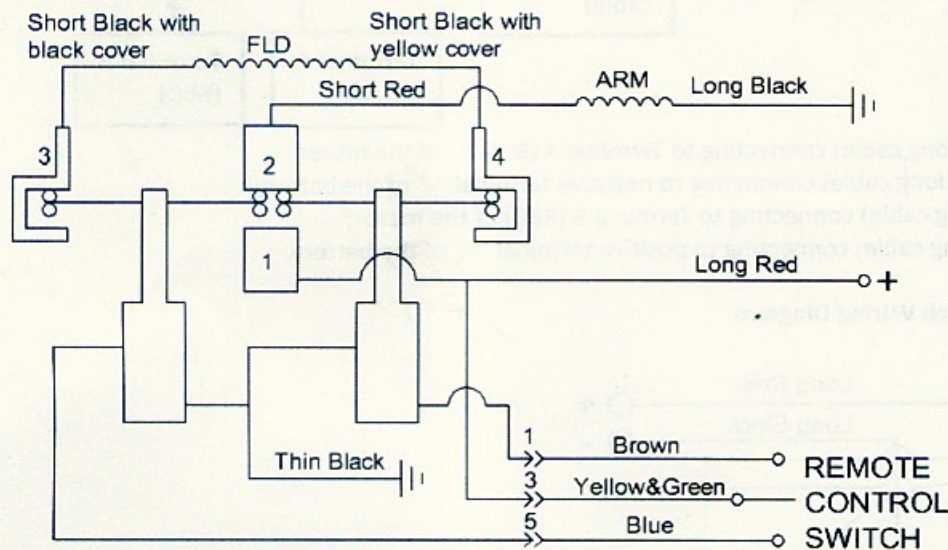 Short Black with
black cover
FLD
Short Black with
yellow cover
Short Red
ARM
Long Black
3
2
4
1
Long Red
+
1
Brown
3
Yellow&Green
5
Blue
REMOTE
CONTROL
SWITCH
Thin Black